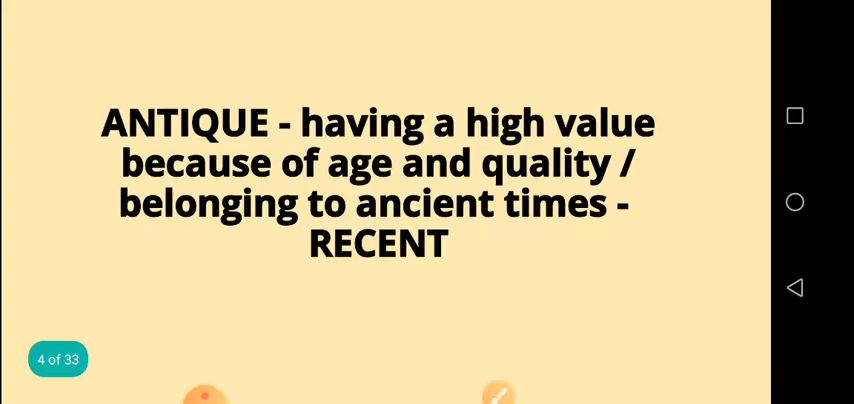 ANTIQUE - having a high value
because of age and quality /
belonging to ancient times -
RECENT
4 of 33